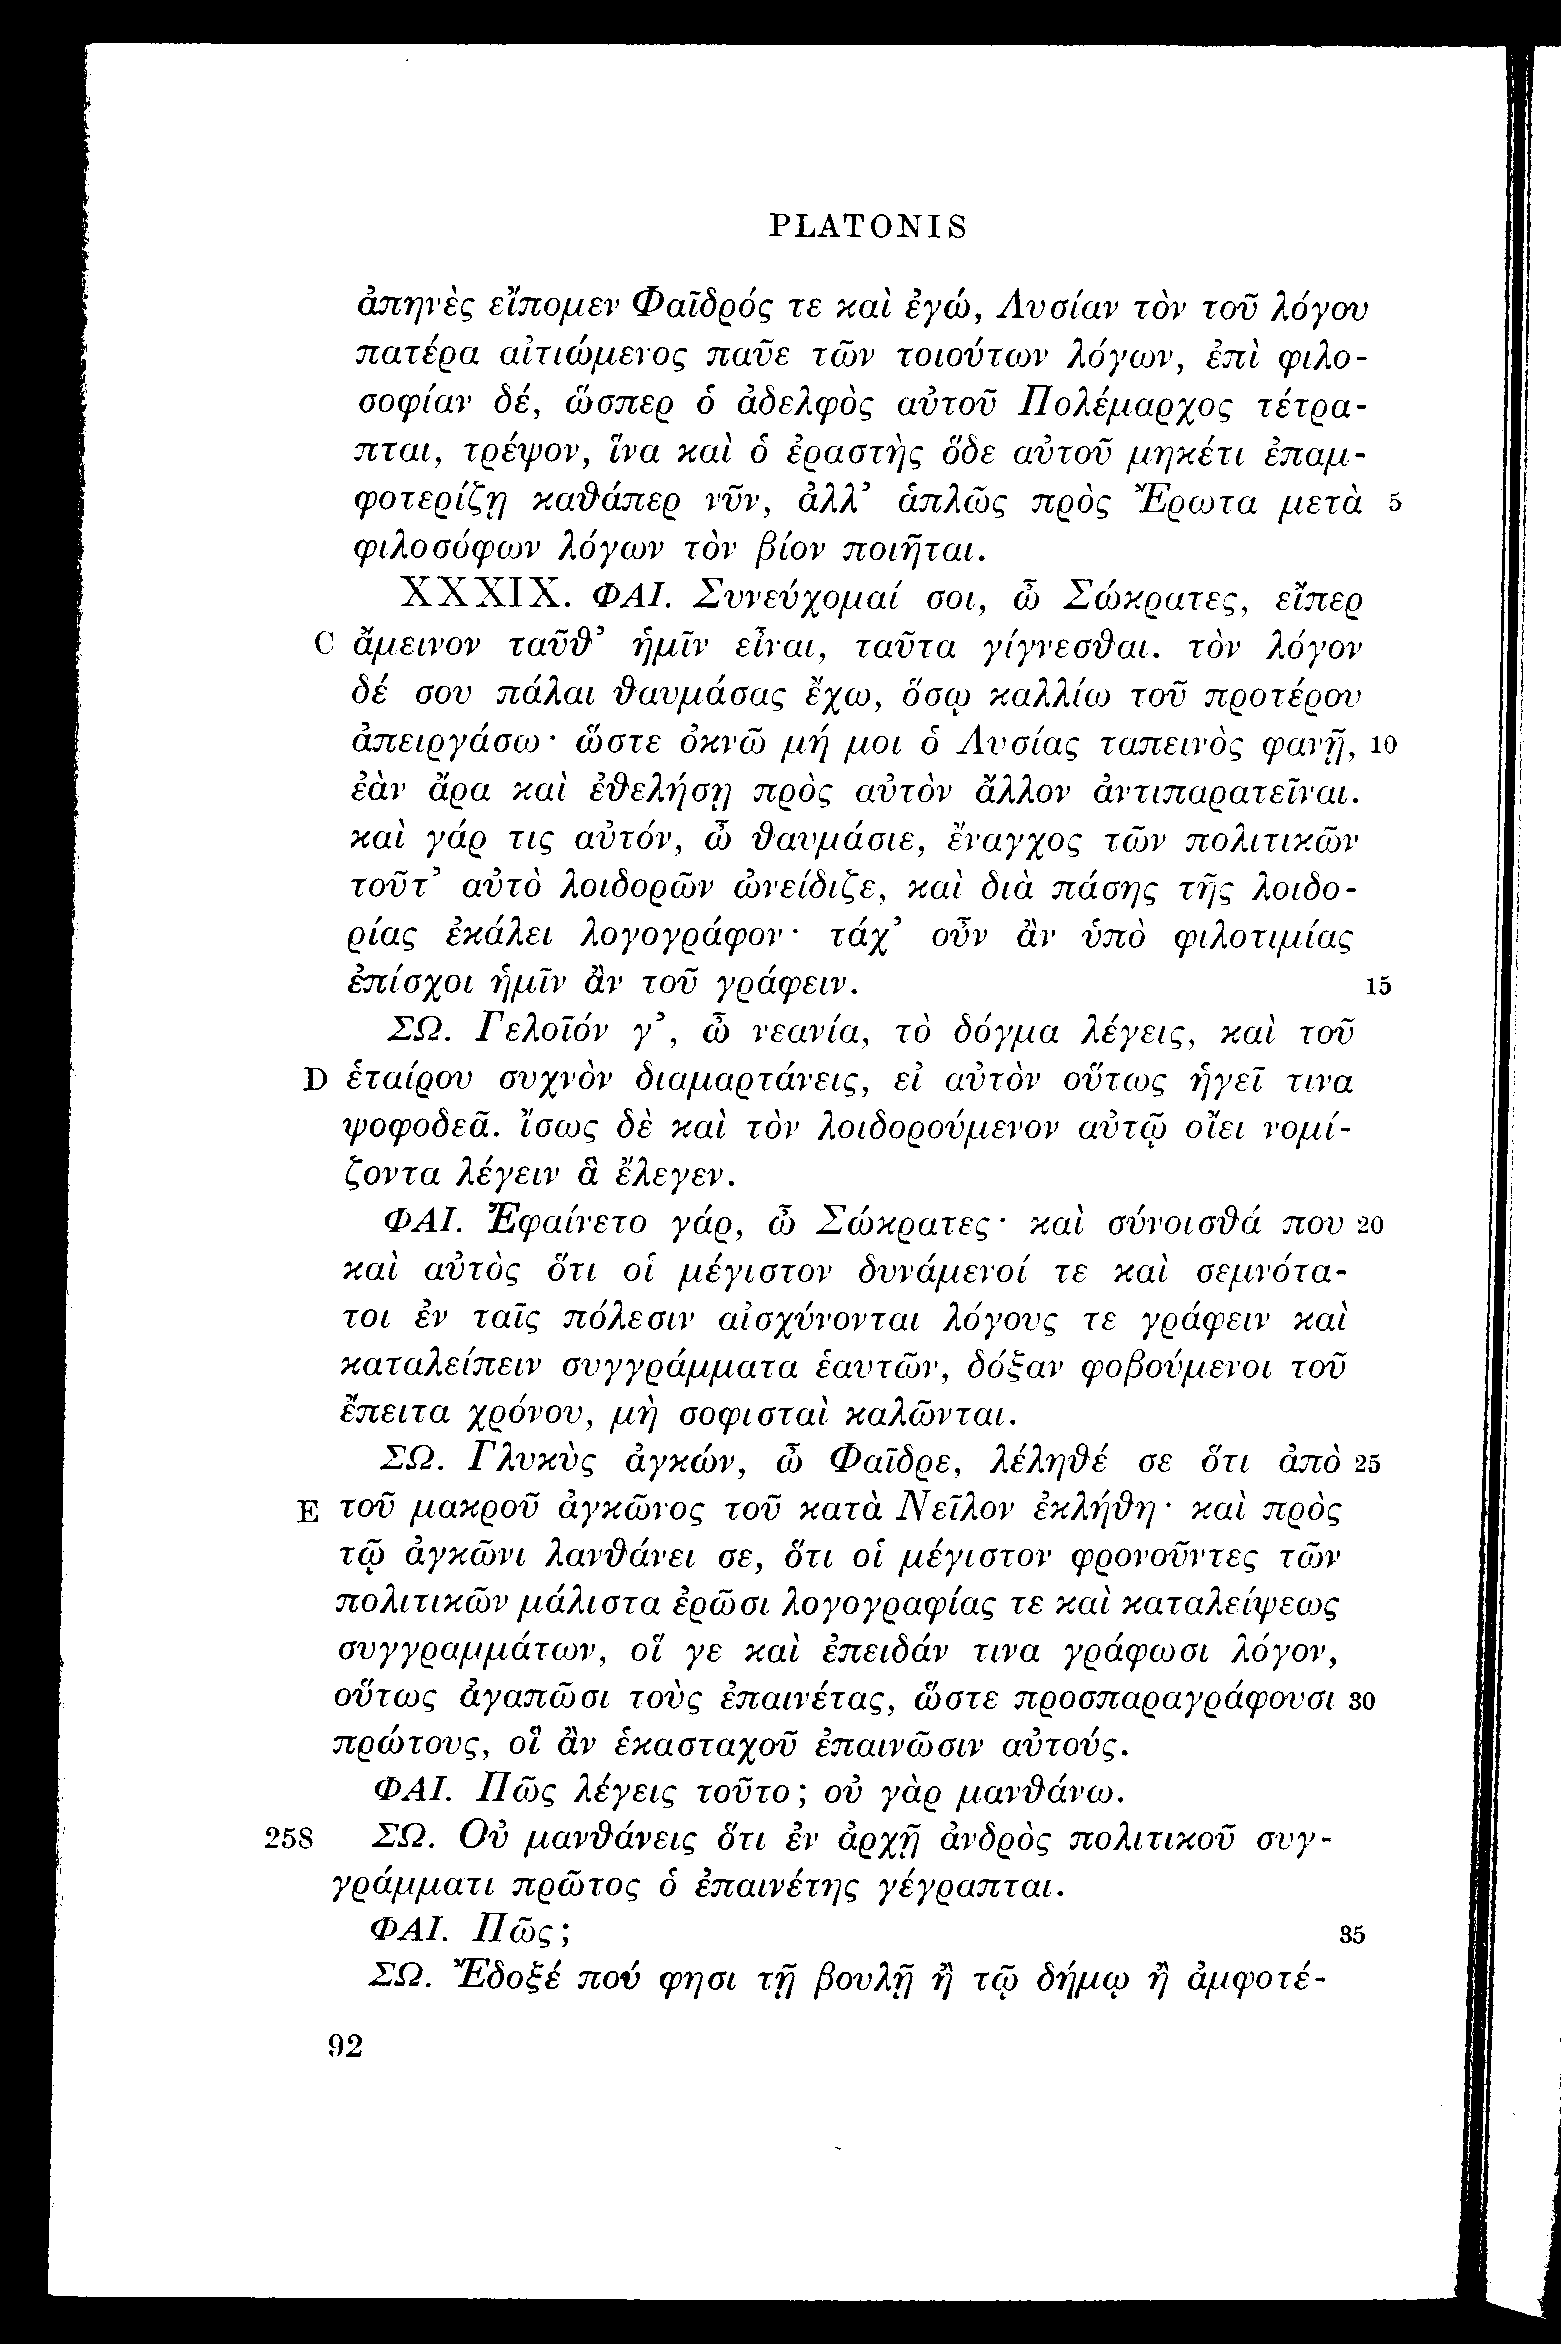 PLATONIS
ἀπηνὲς εἴπομεν Φαῖδρός τε καὶ ἐγώ, Λυσίαν τὸν τοῦ λόγου
πατέρα αἰτιώμενος παῦε τῶν τοιούτων λόγων, ἐπὶ φιλο-
σοφίαν δέ, ὥσπερ ὁ ἀδελφὸς αὐτοῦ Πολέμαρχος τέτρα-
πται, τρέψον, ἵνα καὶ ὁ ἐραστὴς ὅδε αὐτοῦ μηκέτι ἐπαμ-
φοτερίζῃ καθάπερ νῦν, ἀλλ’ ἁπλῶς πρὸς Ἔρωτα μετὰ 5
φιλοσόφων λόγων τὸν βίον ποιῆται.
XXXIX. ΦΑΙ. Συνεύχομαί σοι, ὦ Σώκρατες, εἴπερ
C ἄμεινον ταῦθ’ ἡμῖν εἶναι, ταῦτα γίγνεσθαι. τὸν λόγον
δέ σου πάλαι θαυμάσας ἔχω, ὅσῳ καλλίω τοῦ προτέρου
ἀπειργάσω· ὥστε ὀκνῶ μή μοι ὁ Λυσίας ταπεινὸς φανῇ, 10
ἐὰν ἄρα καὶ ἐθελήσῃ πρὸς αὐτὸν ἄλλον ἀντιπαρατεῖναι.
καὶ γάρ τις αὐτόν, ὦ θαυμάσιε, ἔναγχος τῶν πολιτικῶν
τοῦτ’ αὐτὸ λοιδορῶν ὠνείδιζε, καὶ διὰ πάσης τῆς λοιδο-
ρίας ἐκάλει λογογράφον· τάχ’ οὖν ἂν ὑπὸ φιλοτιμίας
ἐπίσχοι ἡμῖν ἂν τοῦ γράφειν. 15
ΣΩ. Γελοῖόν γ’, ὦ νεανία, τὸ δόγμα λέγεις, καὶ τοῦ
D ἑταίρου συχνὸν διαμαρτάνεις, εἰ αὐτὸν οὕτως ἡγεῖ τινα
ψοφοδεᾶ. ἴσως δὲ καὶ τὸν λοιδορούμενον αὐτῷ οἴει νομί-
ζοντα λέγειν ἃ ἔλεγεν.
ΦΑΙ. Ἐφαίνετο γάρ, ὦ Σώκρατες· καὶ σύνοισθά που 20
καὶ αὐτὸς ὅτι οἱ μέγιστον δυνάμενοί τε καὶ σεμνότα-
τοι ἐν ταῖς πόλεσιν αἰσχύνονται λόγους τε γράφειν καὶ
καταλείπειν συγγράμματα ἑαυτῶν, δόξαν φοβούμενοι τοῦ
ἔπειτα χρόνου, μὴ σοφισταὶ καλῶνται.
ΣΩ. Γλυκὺς ἀγκών, ὦ Φαῖδρε, λέληθέ σε ὅτι ἀπὸ 25
E τοῦ μακροῦ ἀγκῶνος τοῦ κατὰ Νεῖλον ἐκλήθη· καὶ πρὸς
τῷ ἀγκῶνι λανθάνει σε, ὅτι οἱ μέγιστον φρονοῦντες τῶν
πολιτικῶν μάλιστα ἐρῶσι λογογραφίας τε καὶ καταλείψεως
συγγραμμάτων, οἵ γε καὶ ἐπειδάν τινα γράφωσι λόγον,
οὕτως ἀγαπῶσι τοὺς ἐπαινέτας, ὥστε προσπαραγράφουσι 30
πρώτους, οἳ ἂν ἑκασταχοῦ ἐπαινῶσιν αὐτούς.
ΦΑΙ. Πῶς λέγεις τοῦτο; οὐ γὰρ μανθάνω.
258 ΣΩ. Οὐ μανθάνεις ὅτι ἐν ἀρχῇ ἀνδρὸς πολιτικοῦ συγ-
γράμματι πρῶτος ὁ ἐπαινέτης γέγραπται.
ΦΑΙ. Πῶς; 35
ΣΩ. Ἔδοξέ πού φησι τῇ βουλῇ ἢ τῷ δήμῳ ἢ ἀμφοτέ-
92